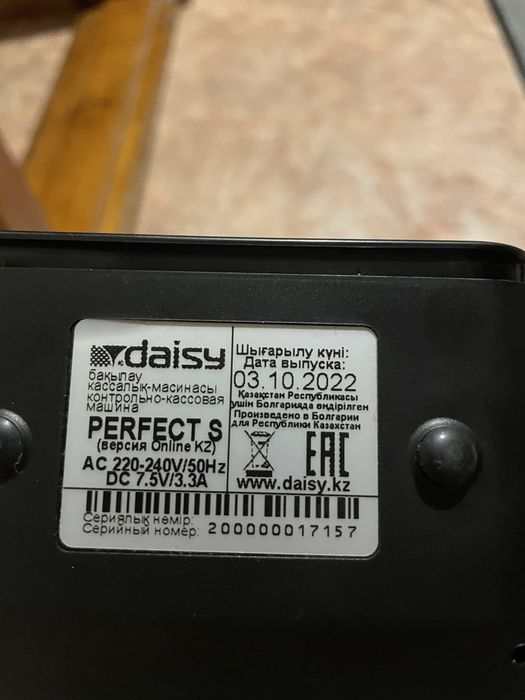 daisy
бақылау
кассалық-масинасы
контрольно-кассовая
машина
PERFECT S
(версия Online KZ)
AC 220-240V/50Hz
DC 7.5V/3.3A
Шығарылу күні:
Дата выпуска:
03.10.2022
Қазақстан Республикасы
үшін Болгарияда өндірілген
Произведено в Болгарии
для Республики Казахстан
EAC
www.daisy.kz
Сериялық нөмір:
Серийный номер: 200000017157